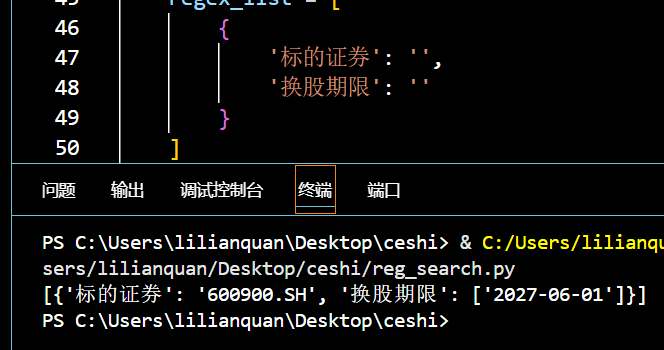 regex_list = [
46 {
47 '标的证券': '',
48 '换股期限': ''
49 }
50 ]
问题 输出 调试控制台 终端 端口
PS C:\Users\lilianquan\Desktop\ceshi> & C:/Users/lilianqu
sers/lilianquan/Desktop/ceshi/reg_search.py
[{'标的证券': '600900.SH', '换股期限': ['2027-06-01']}]
PS C:\Users\lilianquan\Desktop\ceshi>